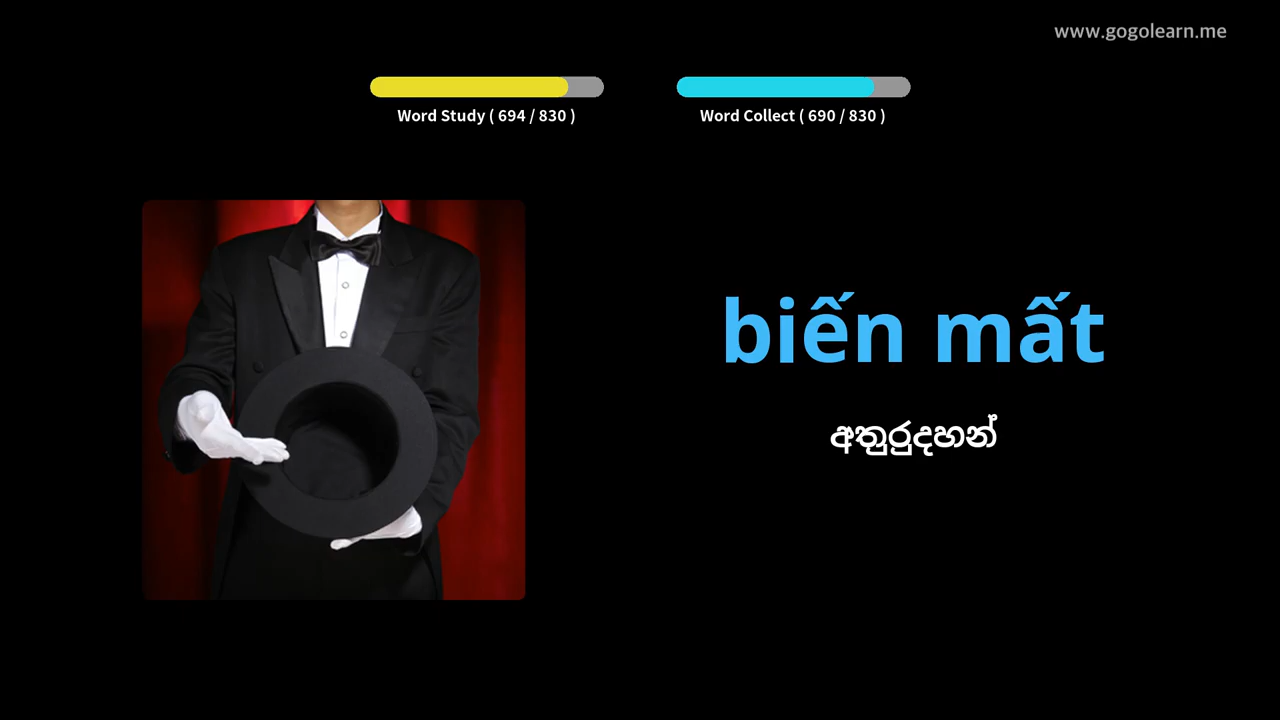 www.gogolearn.me
Word Study ( 694 / 830 )
Word Collect ( 690 / 830 )
biến mất
අතුරුදහන්